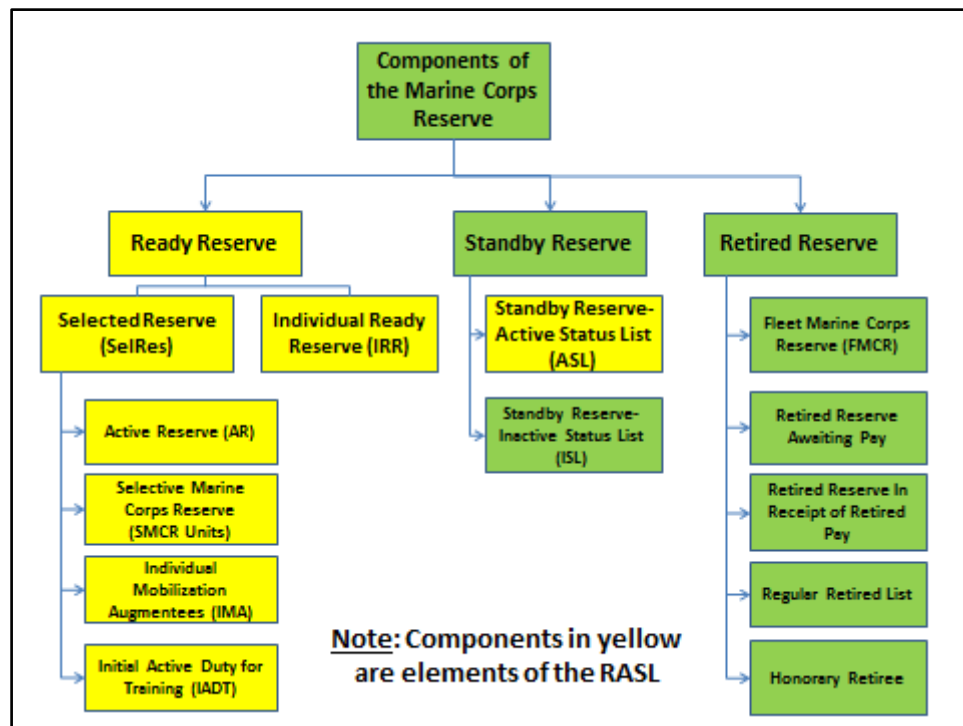 Components of
the Marine Corps
Reserve
Ready Reserve
Standby Reserve
Retired Reserve
Selected Reserve
(SelRes)
Individual Ready
Reserve (IRR)
Standby Reserve-
Active Status List
(ASL)
Fleet Marine Corps
Reserve (FMCR)
Active Reserve (AR)
Standby Reserve-
Inactive Status List
(ISL)
Retired Reserve
Awaiting Pay
Selective Marine
Corps Reserve
(SMCR Units)
Retired Reserve In
Receipt of Retired
Pay
Individual
Mobilization
Augmentees (IMA)
Regular Retired List
Initial Active Duty for
Training (IADT)
Honorary Retiree
Note: Components in yellow
are elements of the RASL